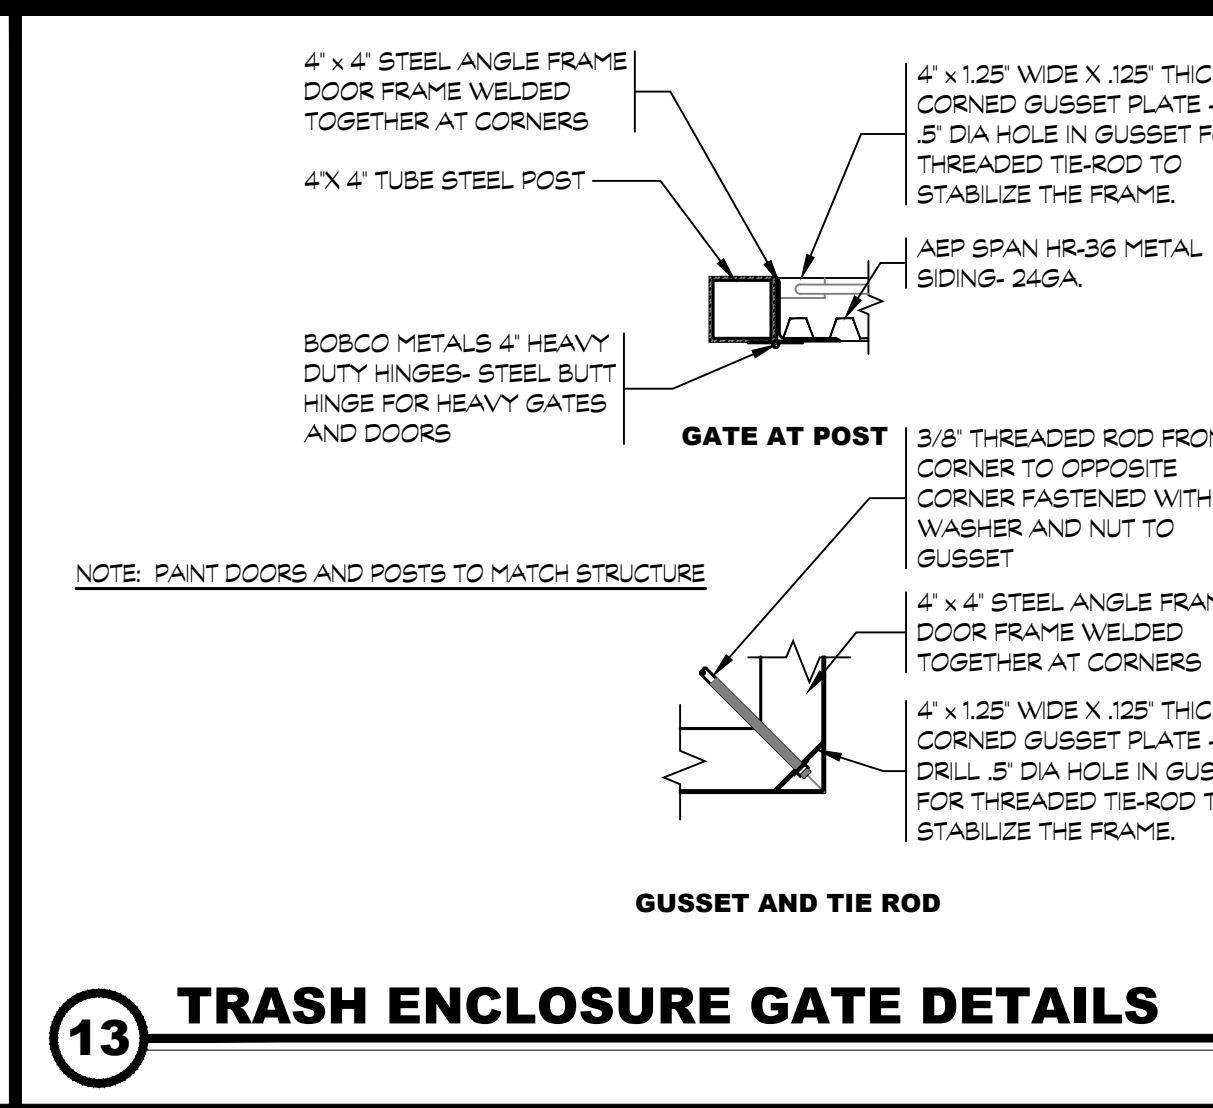 4" x 4" STEEL ANGLE FRAME
DOOR FRAME WELDED
TOGETHER AT CORNERS
4"X 4" TUBE STEEL POST
BOBCO METALS 4" HEAVY
DUTY HINGES- STEEL BUTT
HINGE FOR HEAVY GATES
AND DOORS
4" x 1.25" WIDE X .125" THIC
CORNED GUSSET PLATE -
.5" DIA HOLE IN GUSSET
THREADED TIE-ROD TO
STABILIZE THE FRAME.
AEP SPAN HR-36 METAL
SIDING- 24GA.
GATE AT POST
3/8" THREADED ROD
CORNER TO OPPOSITE
CORNER FASTENED WITH
WASHER AND NUT TO
GUSSET
NOTE: PAINT DOORS AND POSTS TO MATCH STRUCTURE
4" x 4" STEEL ANGLE
DOOR FRAME WELDED
TOGETHER AT CORNERS
4" x 1.25" WIDE X .125" THIC
CORNED GUSSET PLATE -
DRILL .5" DIA HOLE IN
FOR THREADED TIE-ROD
STABILIZE THE FRAME.
GUSSET AND TIE ROD
13
TRASH ENCLOSURE GATE DETAILS